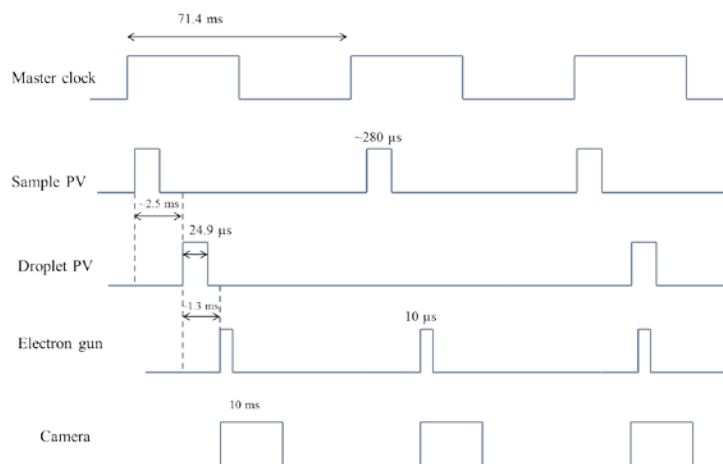 71.4 ms
Master clock
~280 µs
Sample PV
~2.5 ms
24.9 µs
Droplet PV
~1.3 ms
10 µs
Electron gun
10 ms
Camera